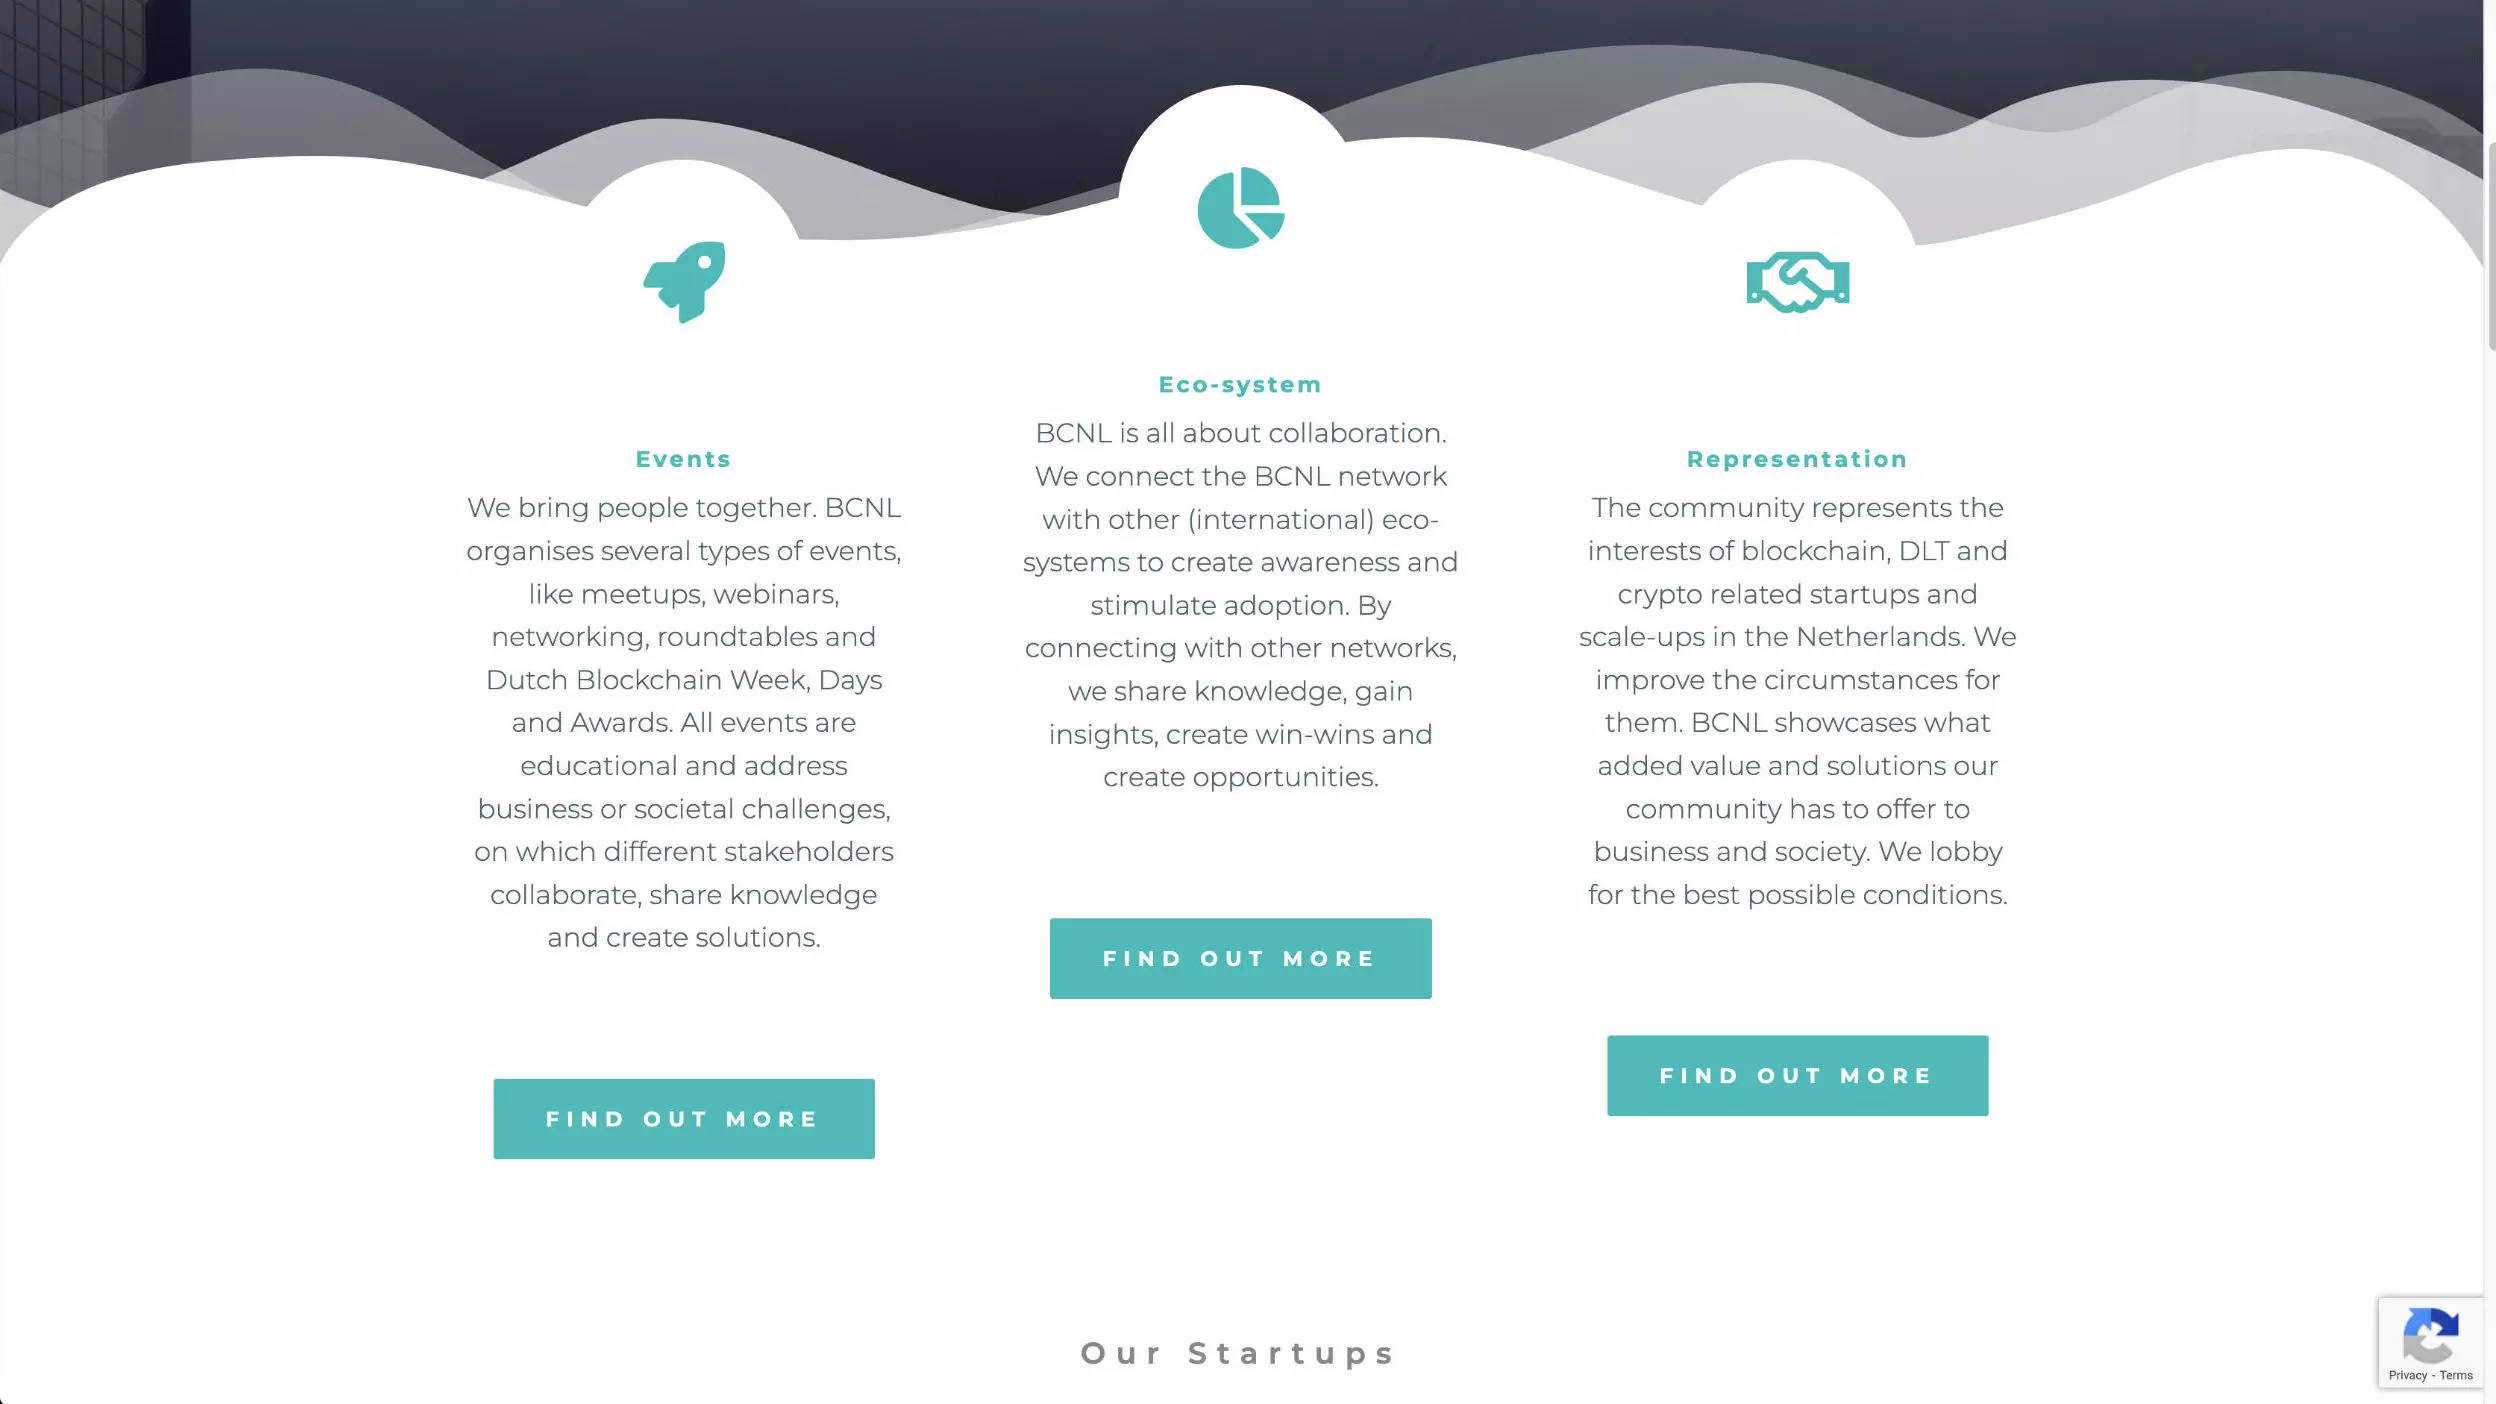 Events
We bring people together. BCNL
organises several types of events,
like meetups, webinars,
networking, roundtables and
Dutch Blockchain Week, Days
and Awards. All events are
educational and address
business or societal challenges,
on which different stakeholders
collaborate, share knowledge
and create solutions.
FIND OUT MORE
Eco-system
BCNL is all about collaboration.
We connect the BCNL network
with other (international) eco-
systems to create awareness and
stimulate adoption. By
connecting with other networks,
we share knowledge, gain
insights, create win-wins and
create opportunities.
FIND OUT MORE
Representation
The community represents the
interests of blockchain, DLT and
crypto related startups and
scale-ups in the Netherlands. We
improve the circumstances for
them. BCNL showcases what
added value and solutions our
community has to offer to
business and society. We lobby
for the best possible conditions.
FIND OUT MORE
Our Startups
Privacy - Terms